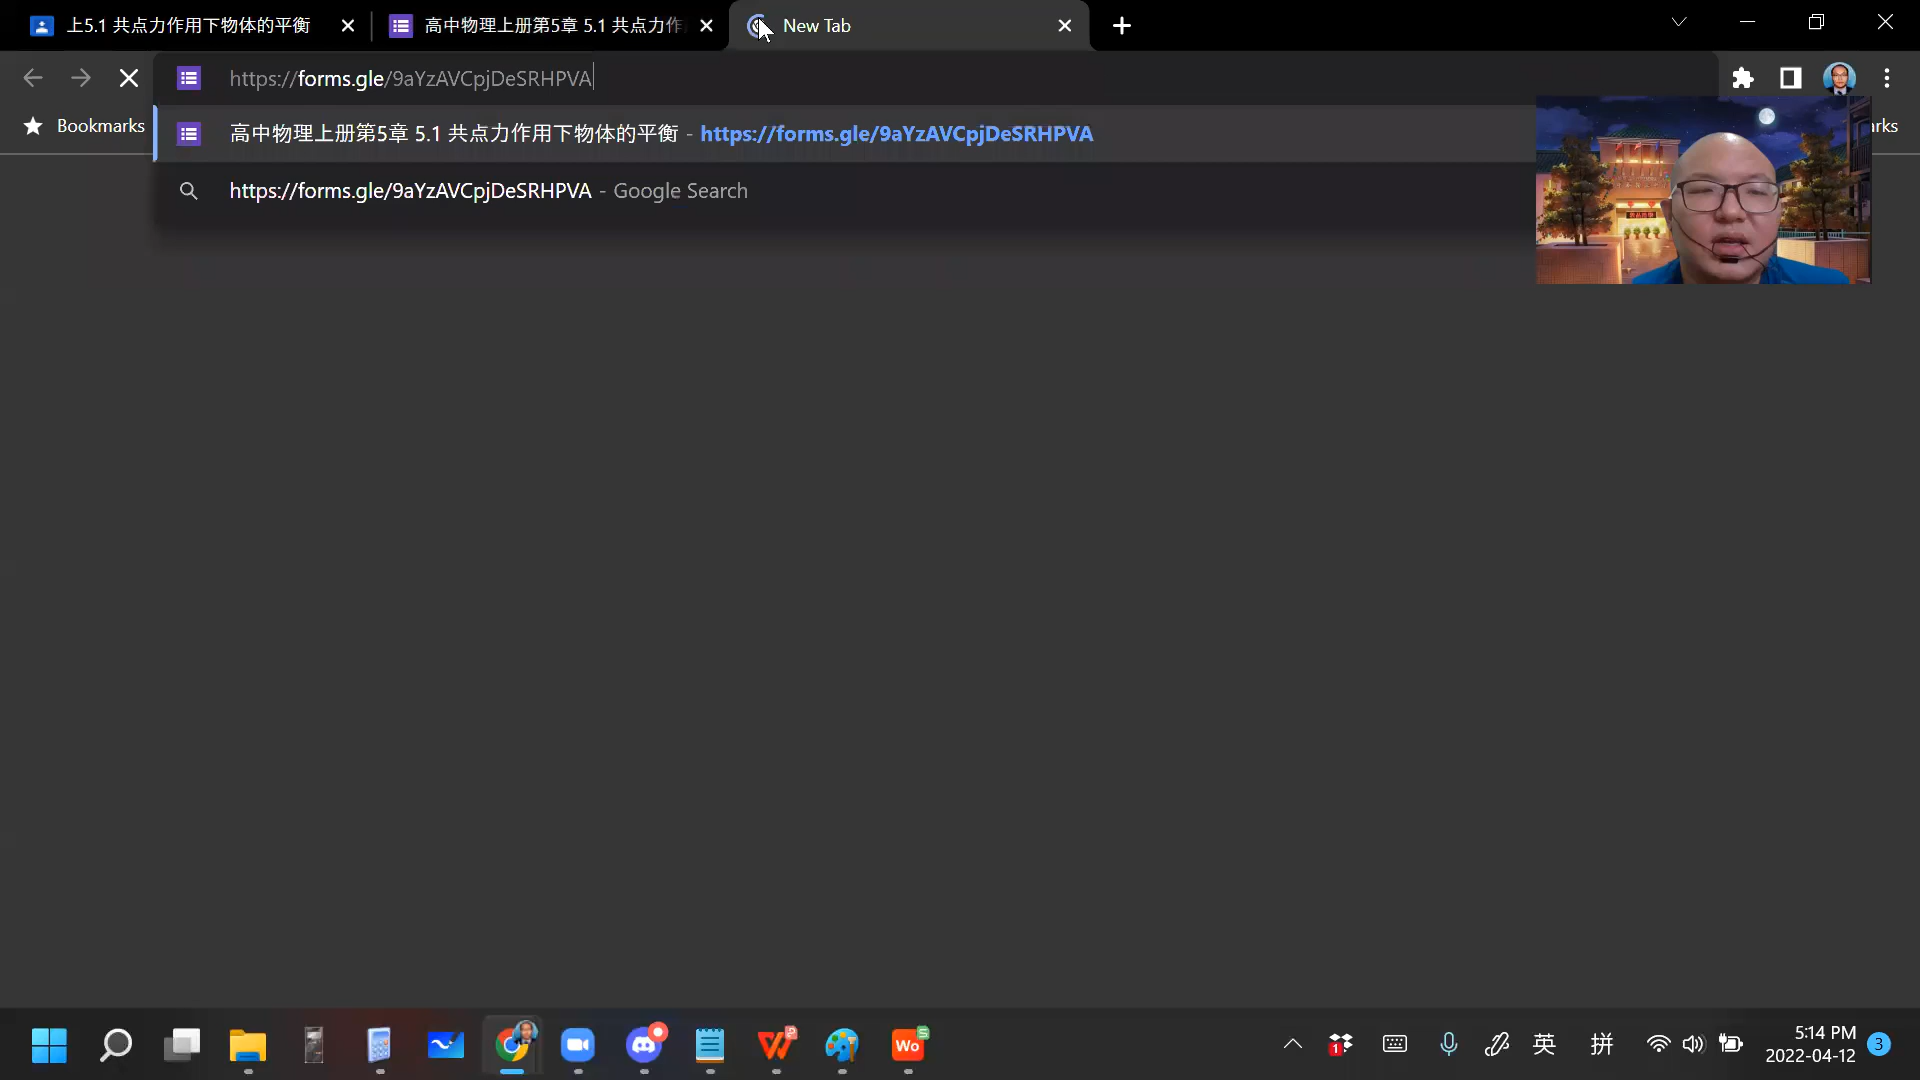 上5.1 共点力作用下物体的平衡
高中物理上册第5章 5.1 共点力作
New Tab
https://forms.gle/9aYzAVCpjDeSRHPVA
Bookmarks
rks
高中物理上册第5章 5.1 共点力作用下物体的平衡 - https://forms.gle/9aYzAVCpjDeSRHPVA
https://forms.gle/9aYzAVCpjDeSRHPVA - Google Search
Wo
S
P
1
英
拼
5:14 PM
2022-04-12
3